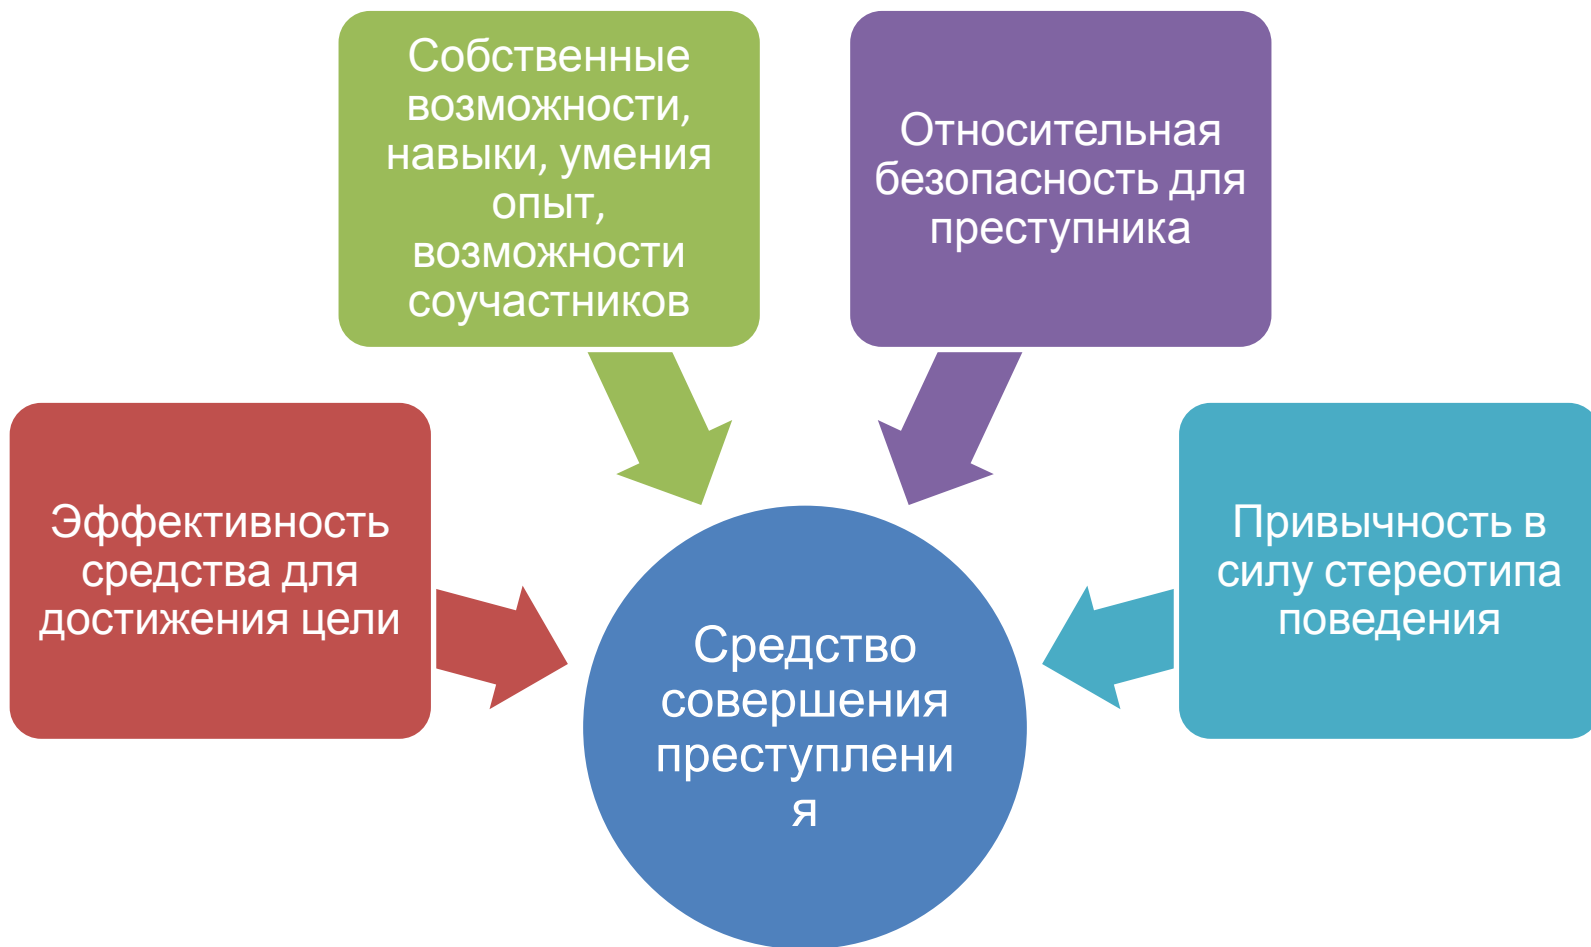 Собственные
возможности,
навыки, умения
опыт,
возможности
соучастников
Относительная
безопасность для
преступника
Эффективность
средства для
достижения цели
Привычность в
силу стереотипа
поведения
Средство
совершения
преступлени
я